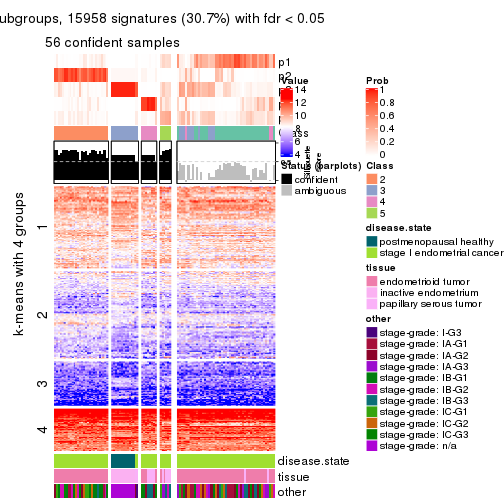 ubgroups, 15958 signatures (30.7%) with fdr < 0.05
56 confident samples
p1
p2
Value
14
12
10
8
6
4
Prob
1
0.8
0.6
0.4
0.2
0
Silhouette
score
Status (barplots)
confident
ambiguous
Class
2
3
4
5
disease.state
postmenopausal healthy
stage I endometrial cancer
tissue
endometrioid tumor
inactive endometrium
papillary serous tumor
other
stage-grade: I-G3
stage-grade: IA-G1
stage-grade: IA-G2
stage-grade: IA-G3
stage-grade: IB-G1
stage-grade: IB-G2
stage-grade: IB-G3
stage-grade: IC-G1
stage-grade: IC-G2
stage-grade: IC-G3
stage-grade: n/a
k-means with 4 groups
1
2
3
4
disease.state
tissue
other